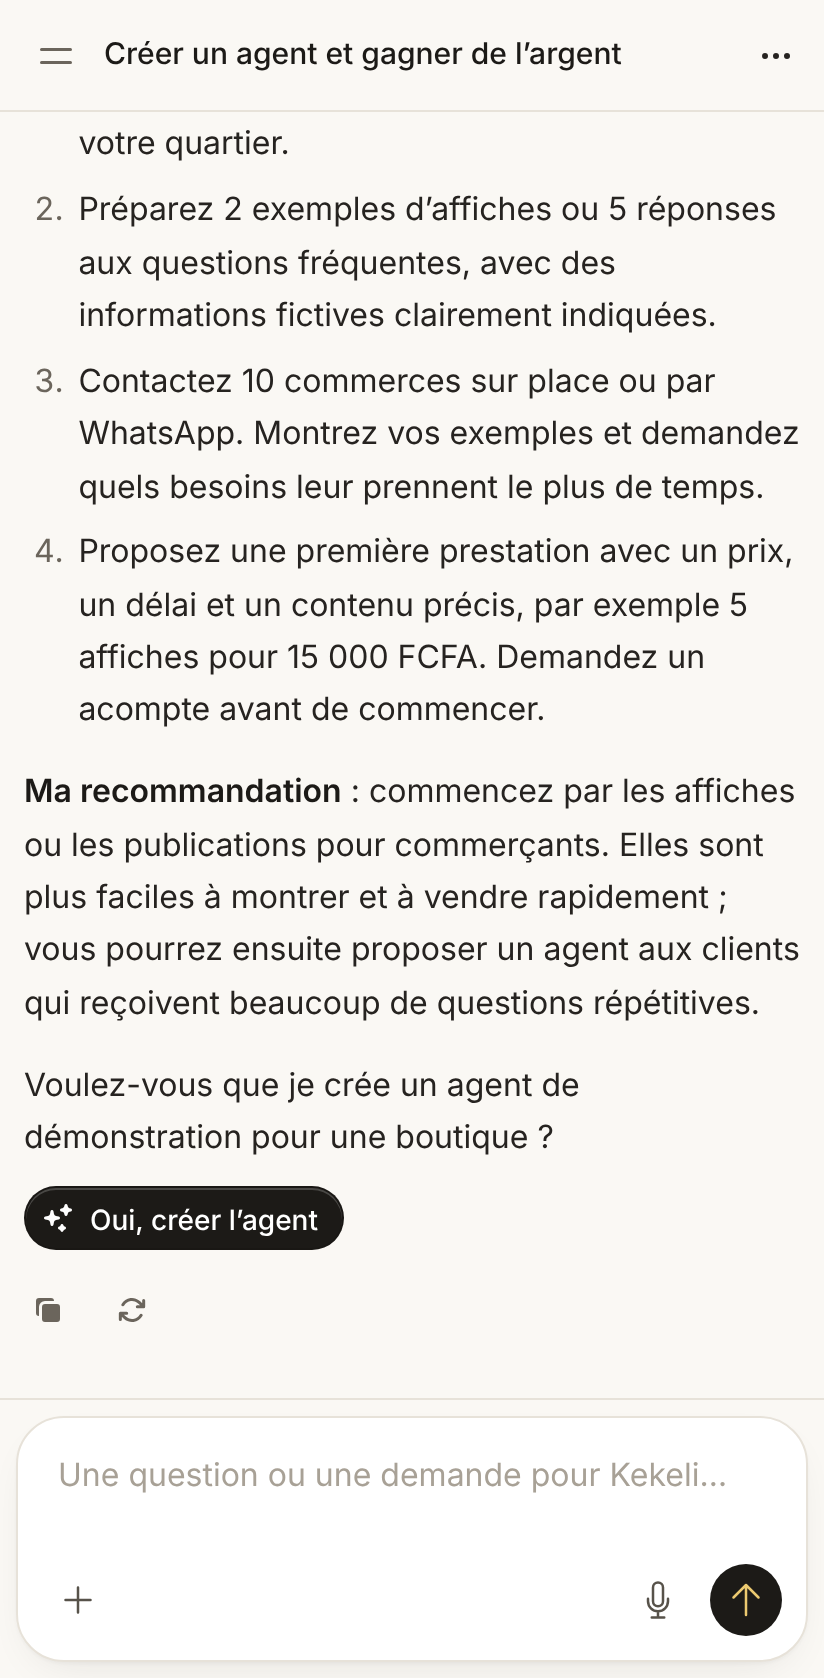 Créer un agent et gagner de l’argent
votre quartier.
2. Préparez 2 exemples d’affiches ou 5 réponses
aux questions fréquentes, avec des
informations fictives clairement indiquées.
3. Contactez 10 commerces sur place ou par
WhatsApp. Montrez vos exemples et demandez
quels besoins leur prennent le plus de temps.
4. Proposez une première prestation avec un prix,
un délai et un contenu précis, par exemple 5
affiches pour 15 000 FCFA. Demandez un
acompte avant de commencer.
Ma recommandation : commencez par les affiches
ou les publications pour commerçants. Elles sont
plus faciles à montrer et à vendre rapidement ;
vous pourrez ensuite proposer un agent aux clients
qui reçoivent beaucoup de questions répétitives.
Voulez-vous que je crée un agent de
démonstration pour une boutique ?
Oui, créer l’agent
Une question ou une demande pour Kekeli...